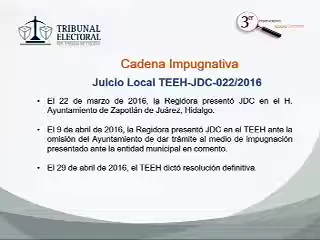 TRIBUNAL
ELECTORAL
3er
Cadena Impugnativa
Juicio Local TEEH-JDC-022/2016
• El 22 de marzo de 2016, la Regidora presentó JDC en el H.
Ayuntamiento de Zapotlán de Juárez, Hidalgo.
• El 9 de abril de 2016, la Regidora presentó JDC en el TEEH ante la
omisión del Ayuntamiento de dar trámite al medio de impugnación
presentado ante la entidad municipal en comento.
• El 29 de abril de 2016, el TEEH dictó resolución definitiva.